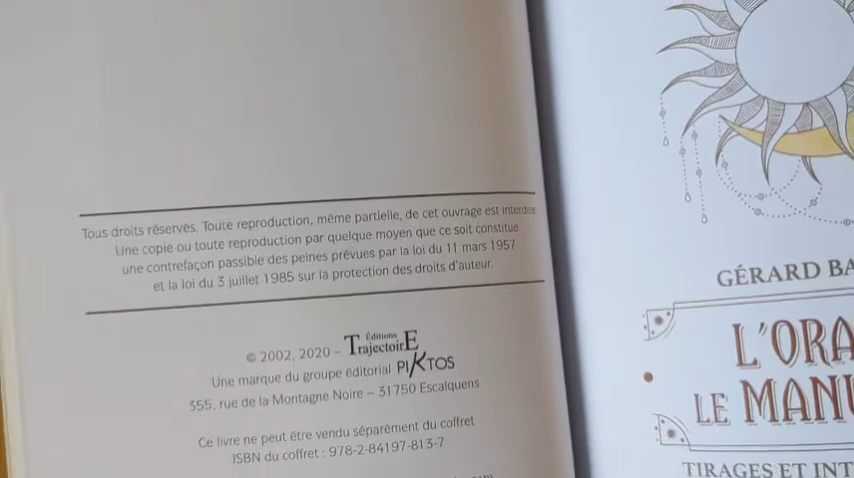 Tous droits réservés. Toute reproduction, même partielle, de cet ouvrage est interdite.
Une copie ou toute reproduction par quelque moyen que ce soit constitue
une contrefaçon passible des peines prévues par la loi du 11 mars 1957
et la loi du 3 juillet 1985 sur la protection des droits d'auteur.
© 2002, 2020 – Éditions TrajectoirE
Une marque du groupe éditorial PIKTOS
355, rue de la Montagne Noire – 31750 Escalquens
Ce livre ne peut être vendu séparément du coffret
ISBN du coffret : 978-2-84197-813-7
GÉRARD BA
L'ORA
LE MANU
TIRAGES ET INT